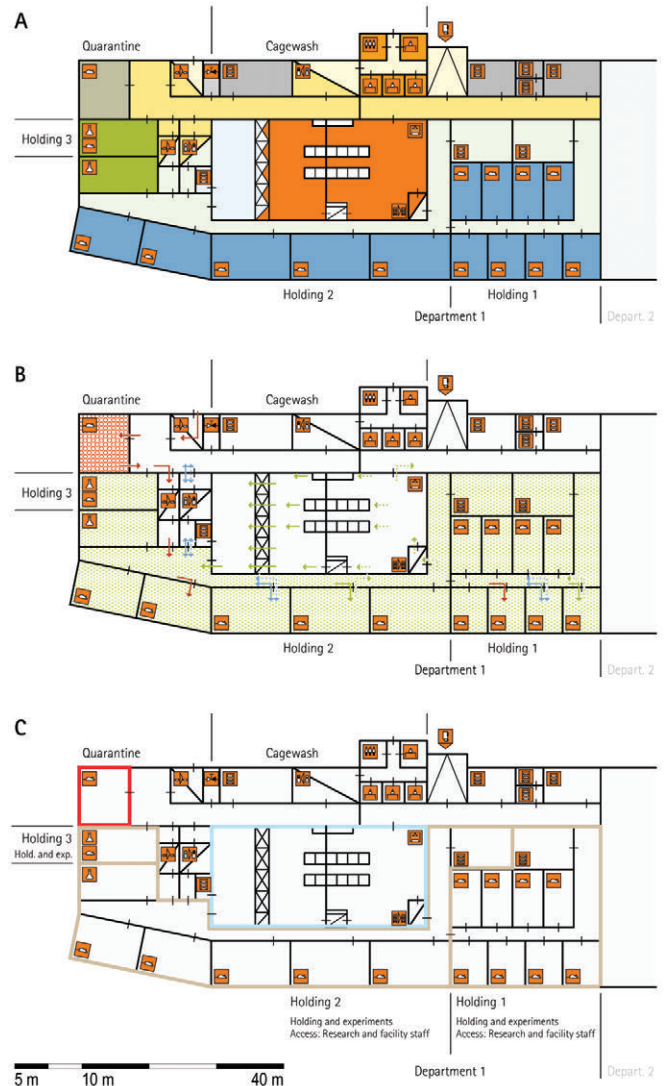 A
Quarantine
Cagewash
Holding 3
Holding 2
Holding 1
Department 1
Depart. 2
B
Quarantine
Cagewash
Holding 3
Holding 2
Holding 1
Department 1
Depart. 2
C
Quarantine
Cagewash
Holding 3
Hold. and exp.
Holding 2
Holding and experiments
Access: Research and facility staff
Holding 1
Holding and experiments
Access: Research and facility staff
Department 1
Depart. 2
5 m 10 m 40 m